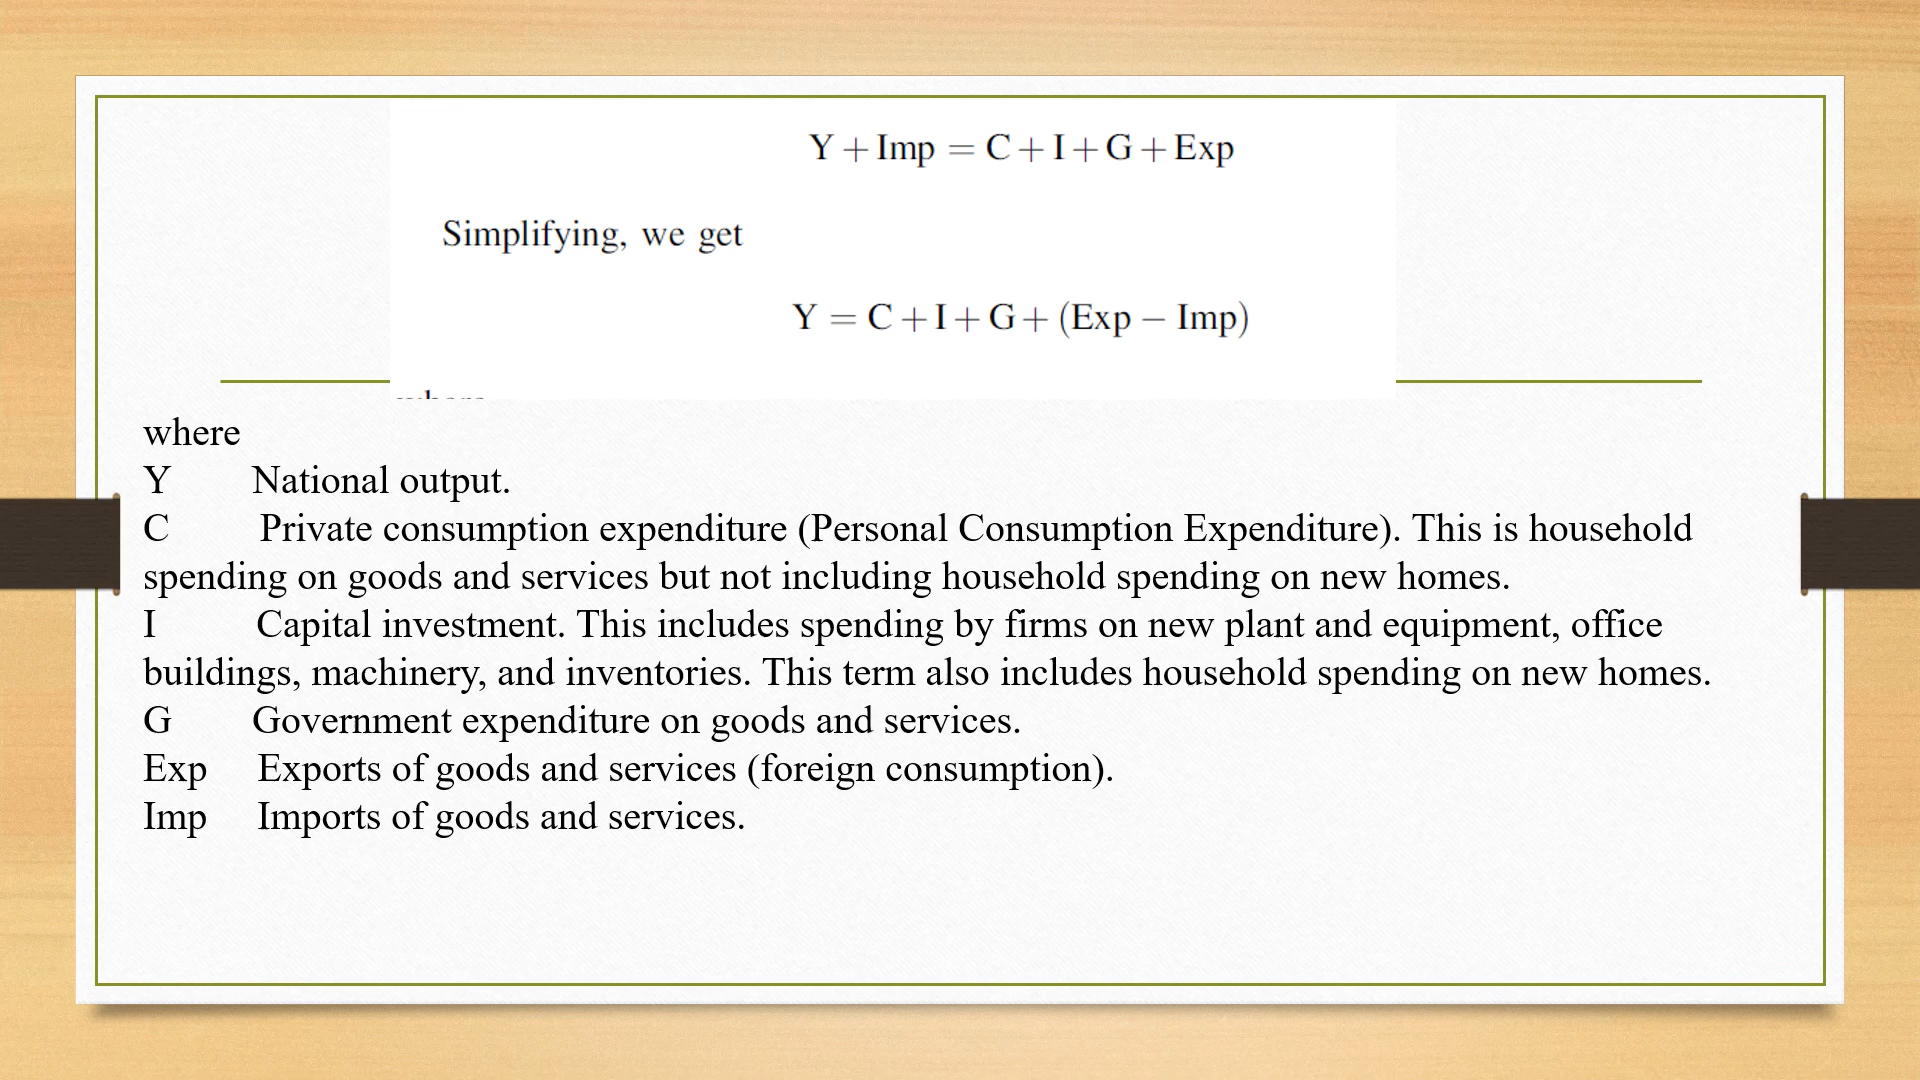 Y + Imp = C + I + G + Exp
Simplifying, we get
Y = C + I + G + (Exp − Imp)
where
where
Y National output.
C Private consumption expenditure (Personal Consumption Expenditure). This is household
spending on goods and services but not including household spending on new homes.
I Capital investment. This includes spending by firms on new plant and equipment, office
buildings, machinery, and inventories. This term also includes household spending on new homes.
G Government expenditure on goods and services.
Exp Exports of goods and services (foreign consumption).
Imp Imports of goods and services.